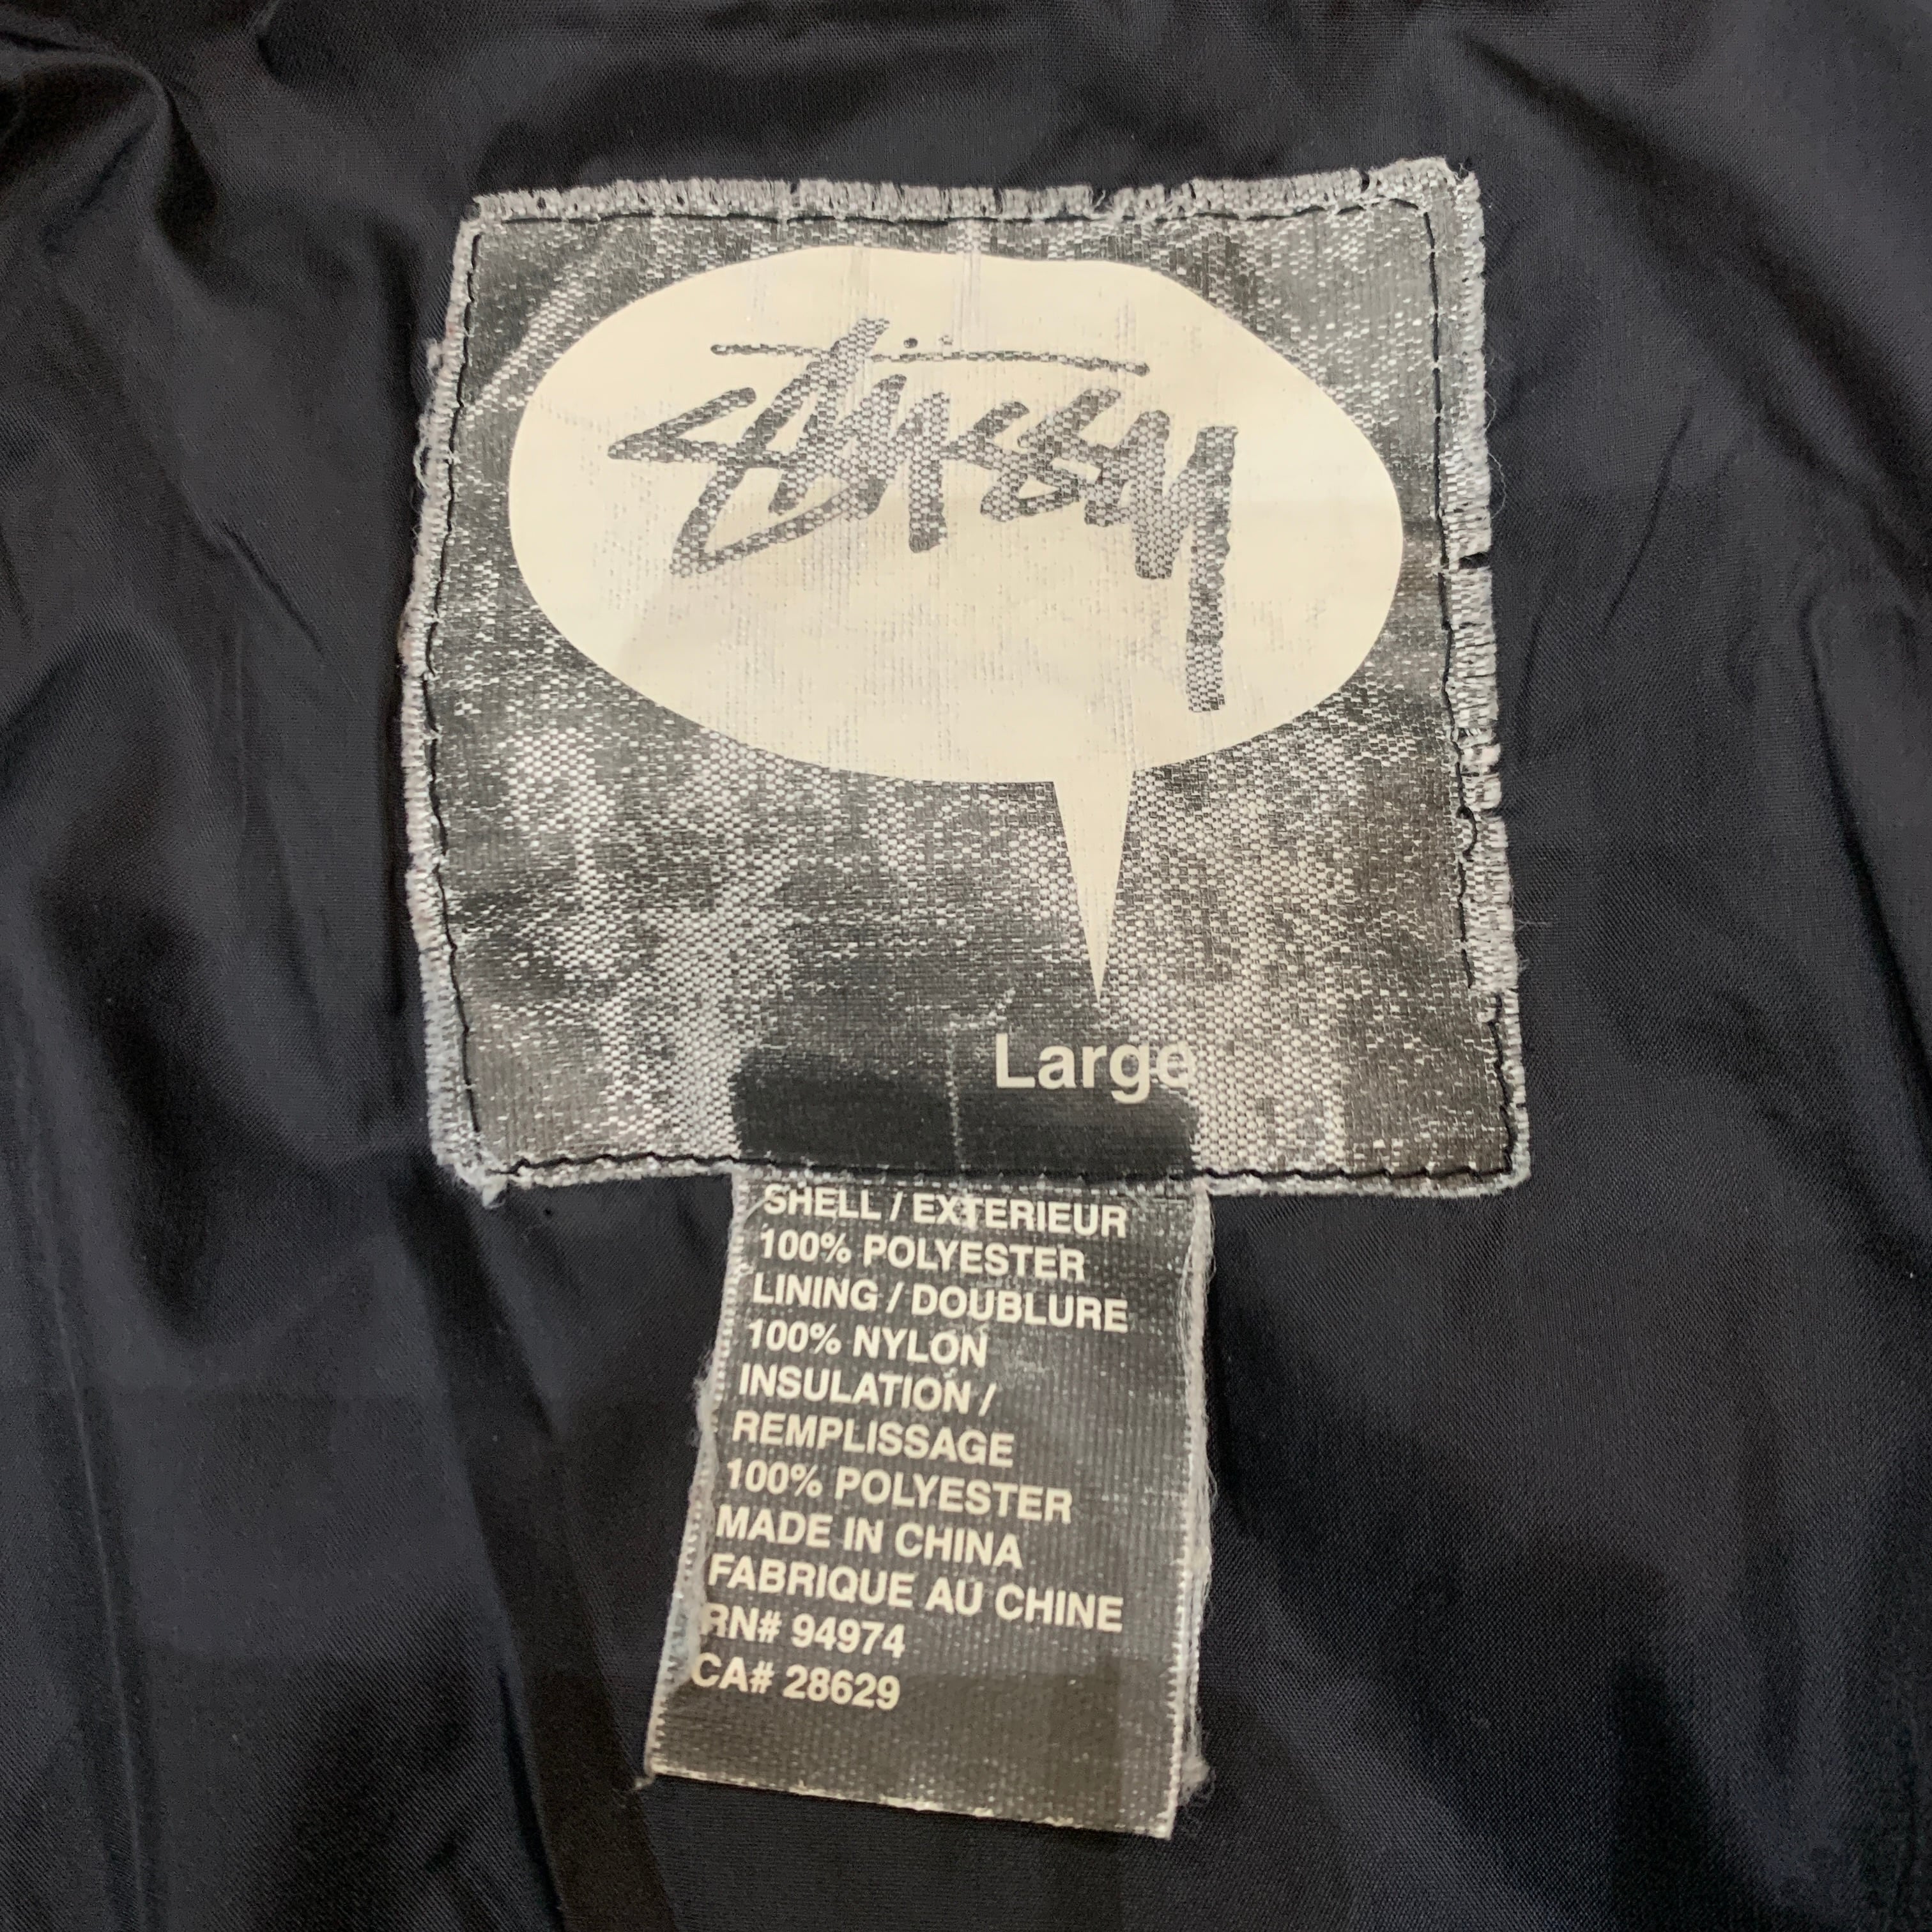 Stüssy
Large
SHELL / EXTERIEUR
100% POLYESTER
LINING / DOUBLURE
100% NYLON
INSULATION /
REMPLISSAGE
100% POLYESTER
MADE IN CHINA
FABRIQUE AU CHINE
RN# 94974
CA# 28629